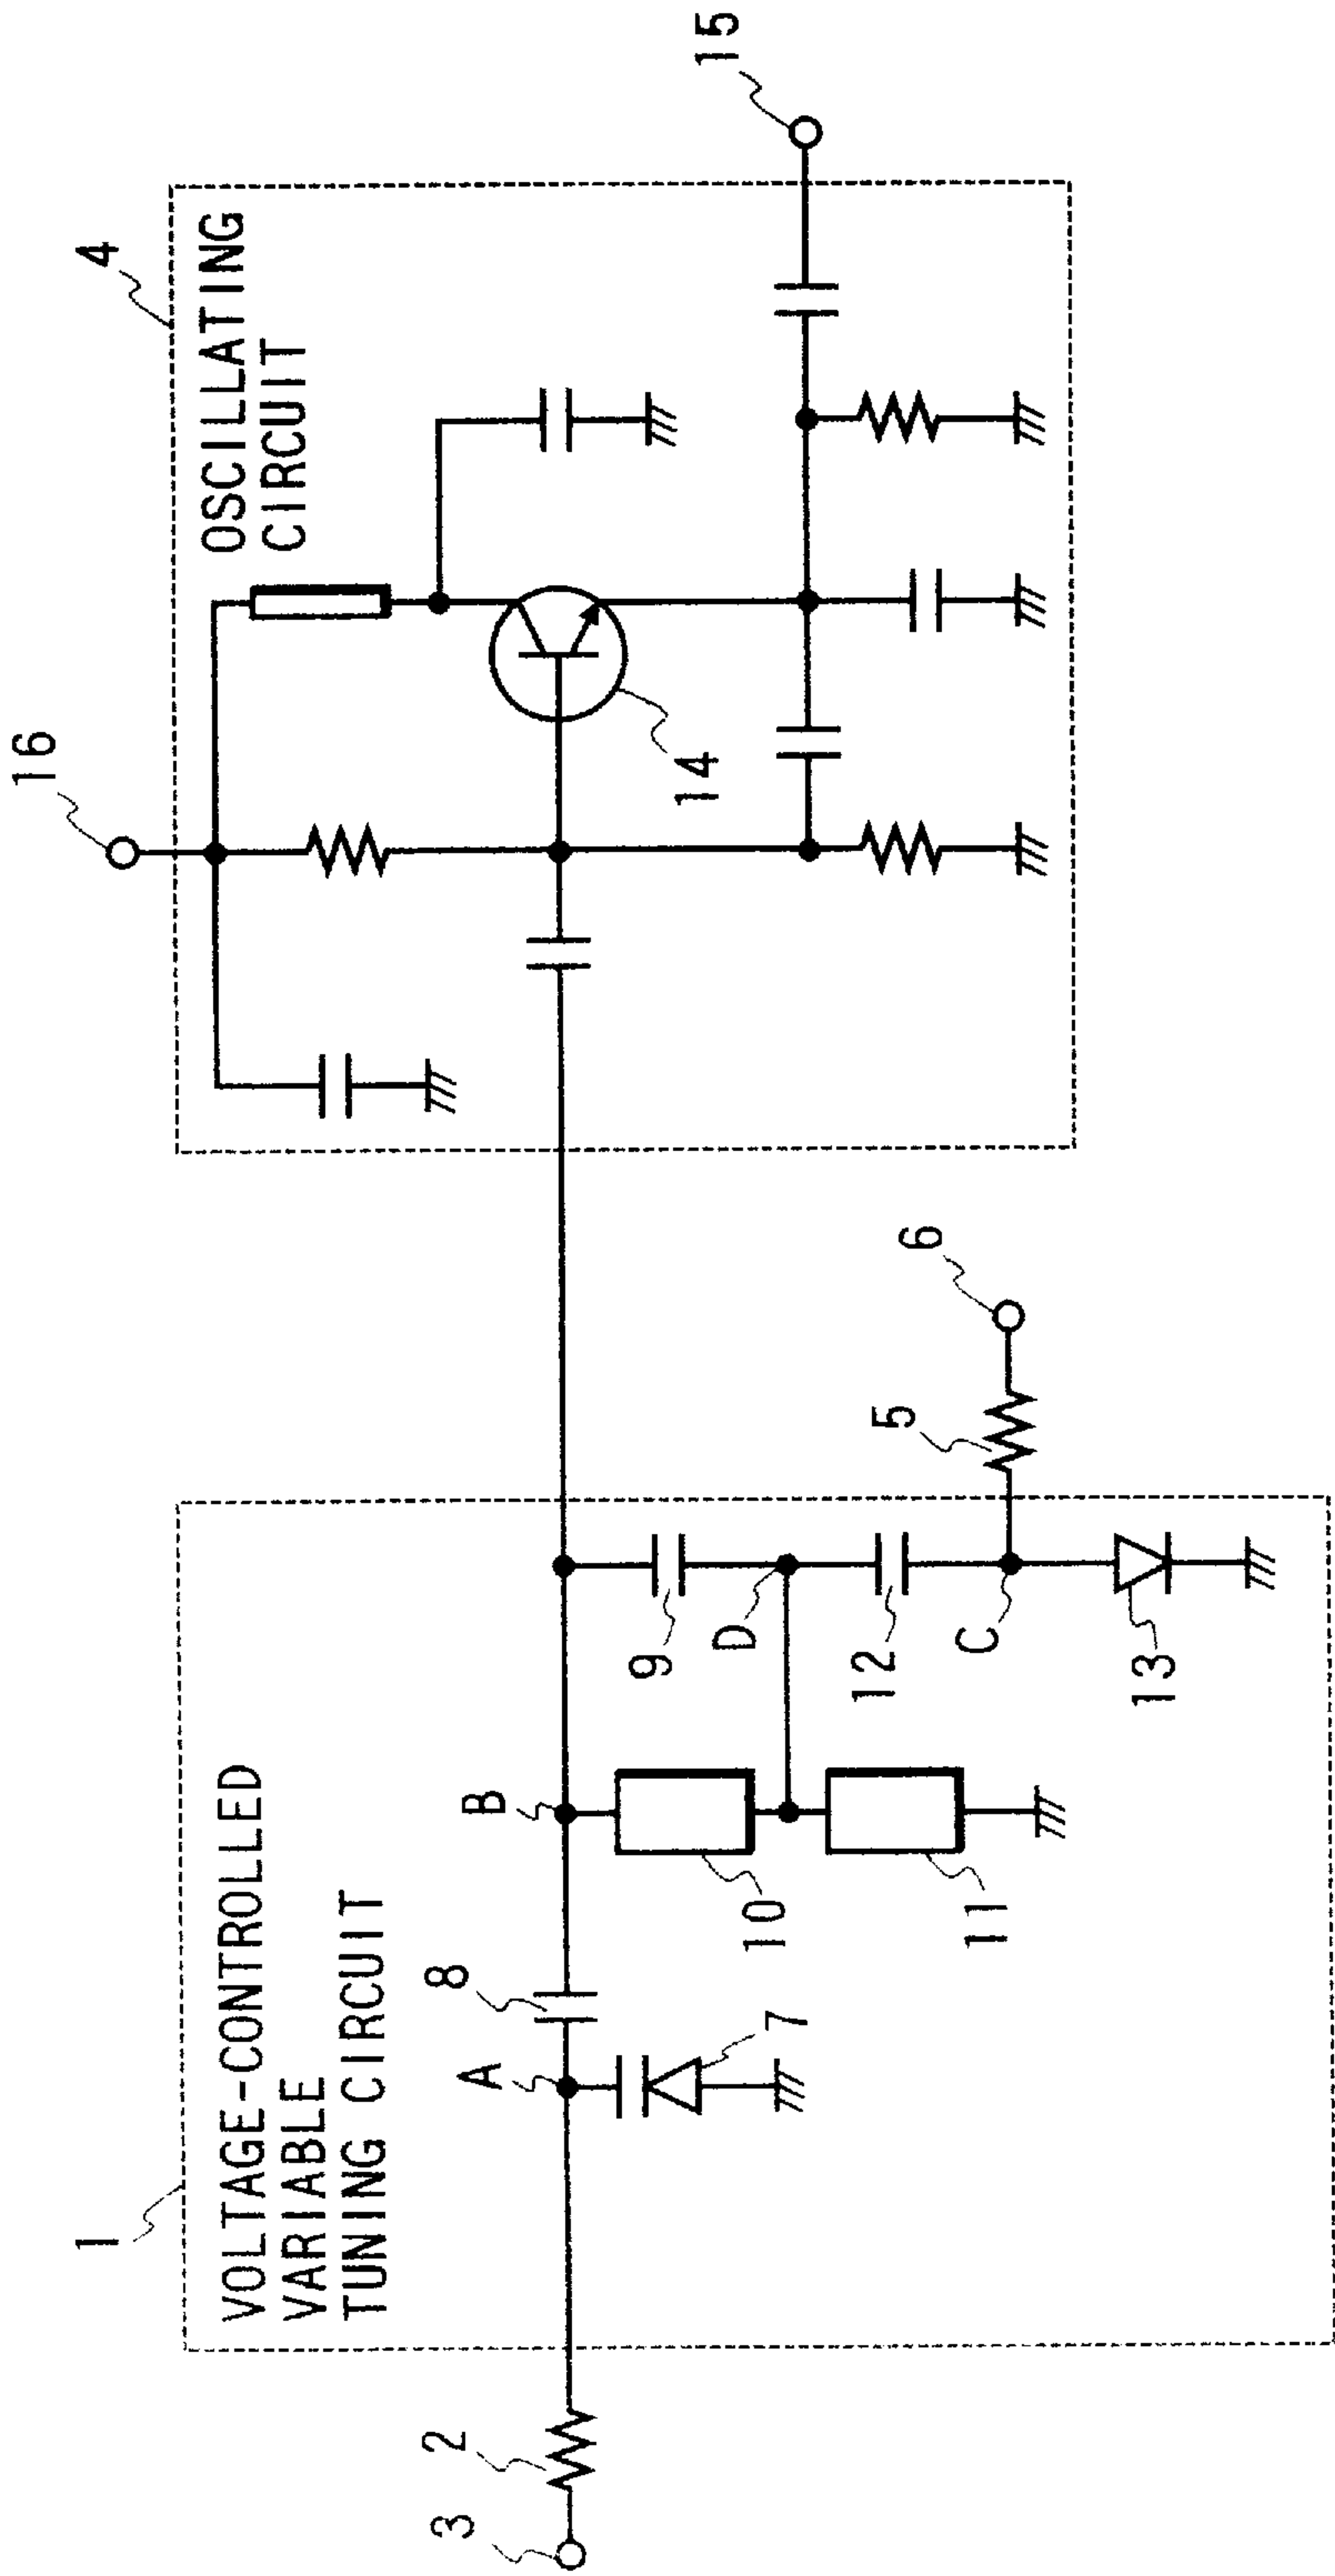 16
4
15
OSCILLATING
CIRCUIT
14
1
VOLTAGE-CONTROLLED
VARIABLE
TUNING CIRCUIT
3
2
A
8
B
7
10
11
9
D
12
C
13
5
6